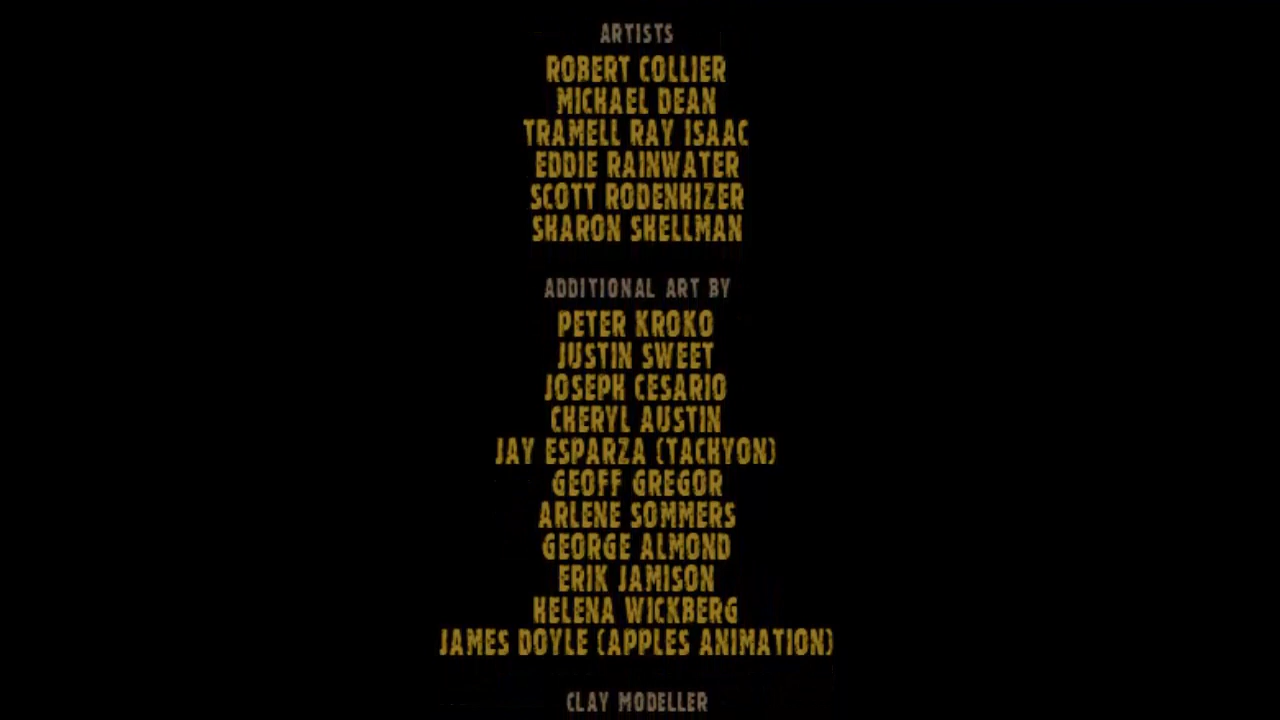 ARTISTS
ROBERT COLLIER
MICHAEL DEAN
TRAMELL RAY ISAAC
EDDIE RAINWATER
SCOTT RODENHIZER
SHARON SHELLMAN
ADDITIONAL ART BY
PETER KROKO
JUSTIN SWEET
JOSEPH CESARIO
CHERYL AUSTIN
JAY ESPARZA (TACHYON)
GEOFF GREGOR
ARLENE SOMMERS
GEORGE ALMOND
ERIK JAMISON
HELENA WICKBERG
JAMES DOYLE (APPLES ANIMATION)
CLAY MODELLER